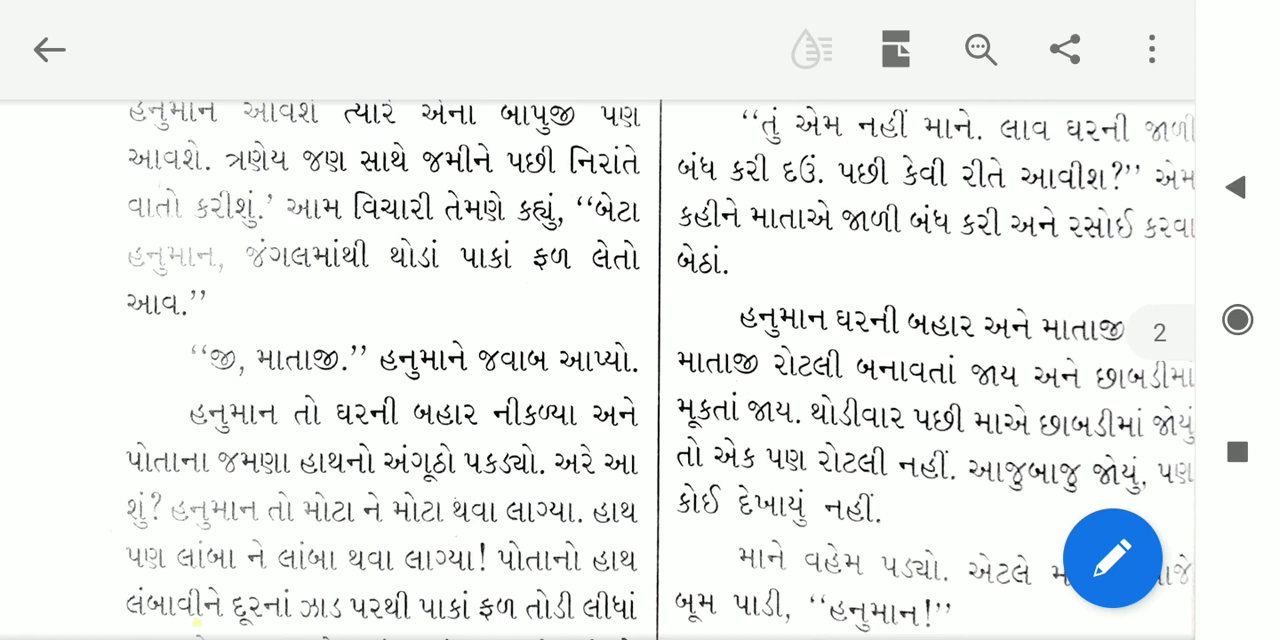 હનુમાન આવશે ત્યારે એના બાપુજી પણ
આવશે. ત્રણેય જણ સાથે જમીને પછી નિરાંતે
વાતો કરીશું.' આમ વિચારી તેમણે કહ્યું, ‘‘બેટા
હનુમાન, જંગલમાંથી થોડાં પાકાં ફળ લેતો
આવ.’’
‘‘જી, માતાજી.’’ હનુમાને જવાબ આપ્યો.
હનુમાન તો ઘરની બહાર નીકળ્યા અને
પોતાના જમણા હાથનો અંગૂઠો પકડ્યો. અરે આ
શું? હનુમાન તો મોટા ને મોટા થવા લાગ્યા. હાથ
પણ લાંબા ને લાંબા થવા લાગ્યા! પોતાનો હાથ
લંબાવીને દૂરનાં ઝાડ પરથી પાકાં ફળ તોડી લીધાં
‘‘તું એમ નહીં માને. લાવ ઘરની જાળી
બંધ કરી દઉં. પછી કેવી રીતે આવીશ?’’ એમ
કહીને માતાએ જાળી બંધ કરી અને રસોઈ કરવા
બેઠાં.
હનુમાન ઘરની બહાર અને માતાજી
માતાજી રોટલી બનાવતાં જાય અને છાબડીમાં
મૂકતાં જાય. થોડીવાર પછી માએ છાબડીમાં જોયું
તો એક પણ રોટલી નહીં. આજુબાજુ જોયું, પણ
કોઈ દેખાયું નહીં.
માને વહેમ પડ્યો. એટલે
બૂમ પાડી, ‘‘હનુમાન!’’
2